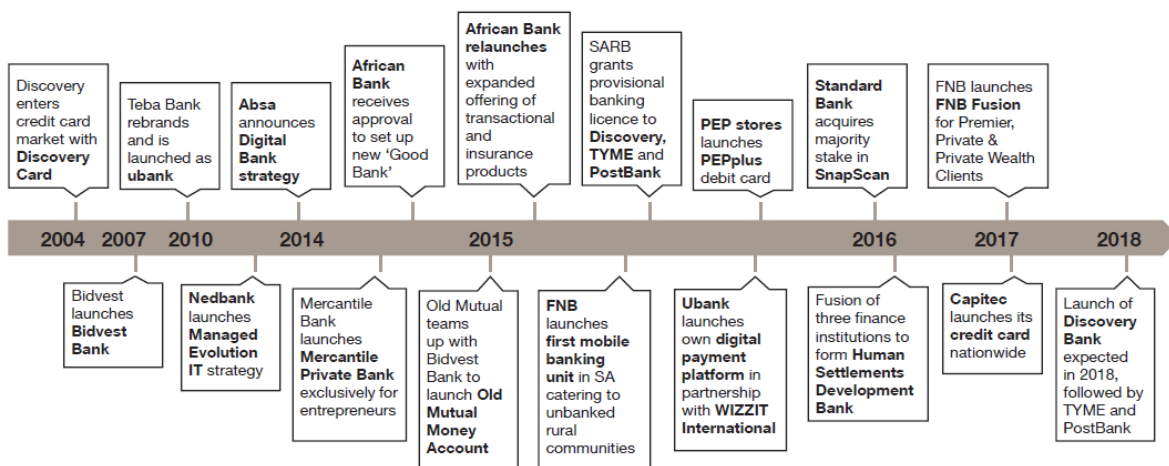 Discovery
enters
credit card
market with
Discovery
Card
Teba Bank
rebrands
and is
launched as
ubank
Absa
announces
Digital
Bank
strategy
African
Bank
receives
approval
to set up
new ‘Good
Bank’
African Bank
relaunches
with
expanded
offering of
transactional
and
insurance
products
SARB
grants
provisional
banking
licence to
Discovery,
TYME and
PostBank
PEP stores
launches
PEPplus
debit card
Standard
Bank
acquires
majority
stake in
SnapScan
FNB launches
FNB Fusion
for Premier,
Private &
Private Wealth
Clients
2004 2007 2010 2014 2015 2016 2017 2018
Bidvest
launches
Bidvest
Bank
Nedbank
launches
Managed
Evolution
IT strategy
Mercantile
Bank
launches
Mercantile
Private Bank
exclusively for
entrepreneurs
Old Mutual
teams
up with
Bidvest
Bank to
launch Old
Mutual
Money
Account
FNB
launches
first mobile
banking
unit in SA
catering to
unbanked
rural
communities
Ubank
launches
own digital
payment
platform in
partnership
with WIZZIT
International
Fusion of
three finance
institutions to
form Human
Settlements
Development
Bank
Capitec
launches its
credit card
nationwide
Launch of
Discovery
Bank
expected
in 2018,
followed by
TYME and
PostBank